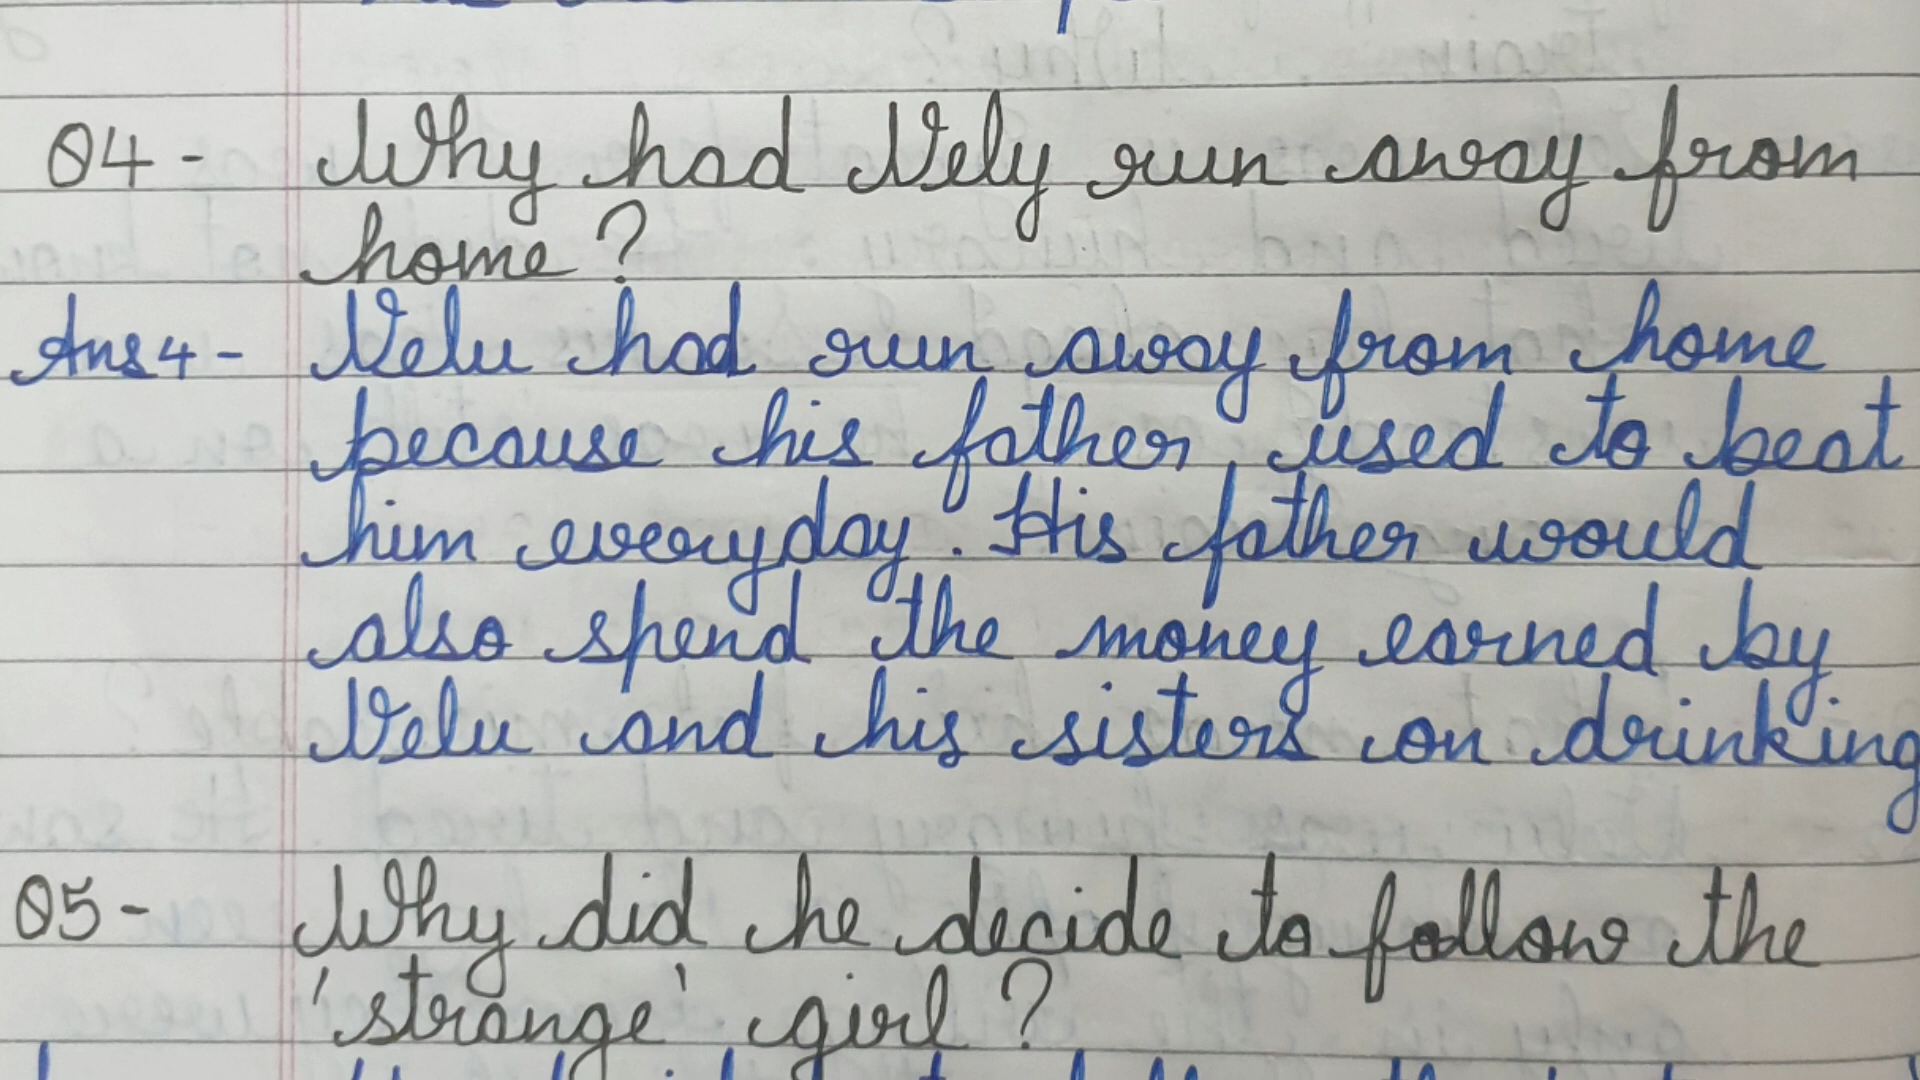 Q4- Why had Vely run away from
home?
Ans4- Velu had run away from home
because his father used to beat
him everyday. His father would
also spend the money earned by
Velu and his sisters on drinking
Q5- Why did he decide to follow the
'strange' girl?